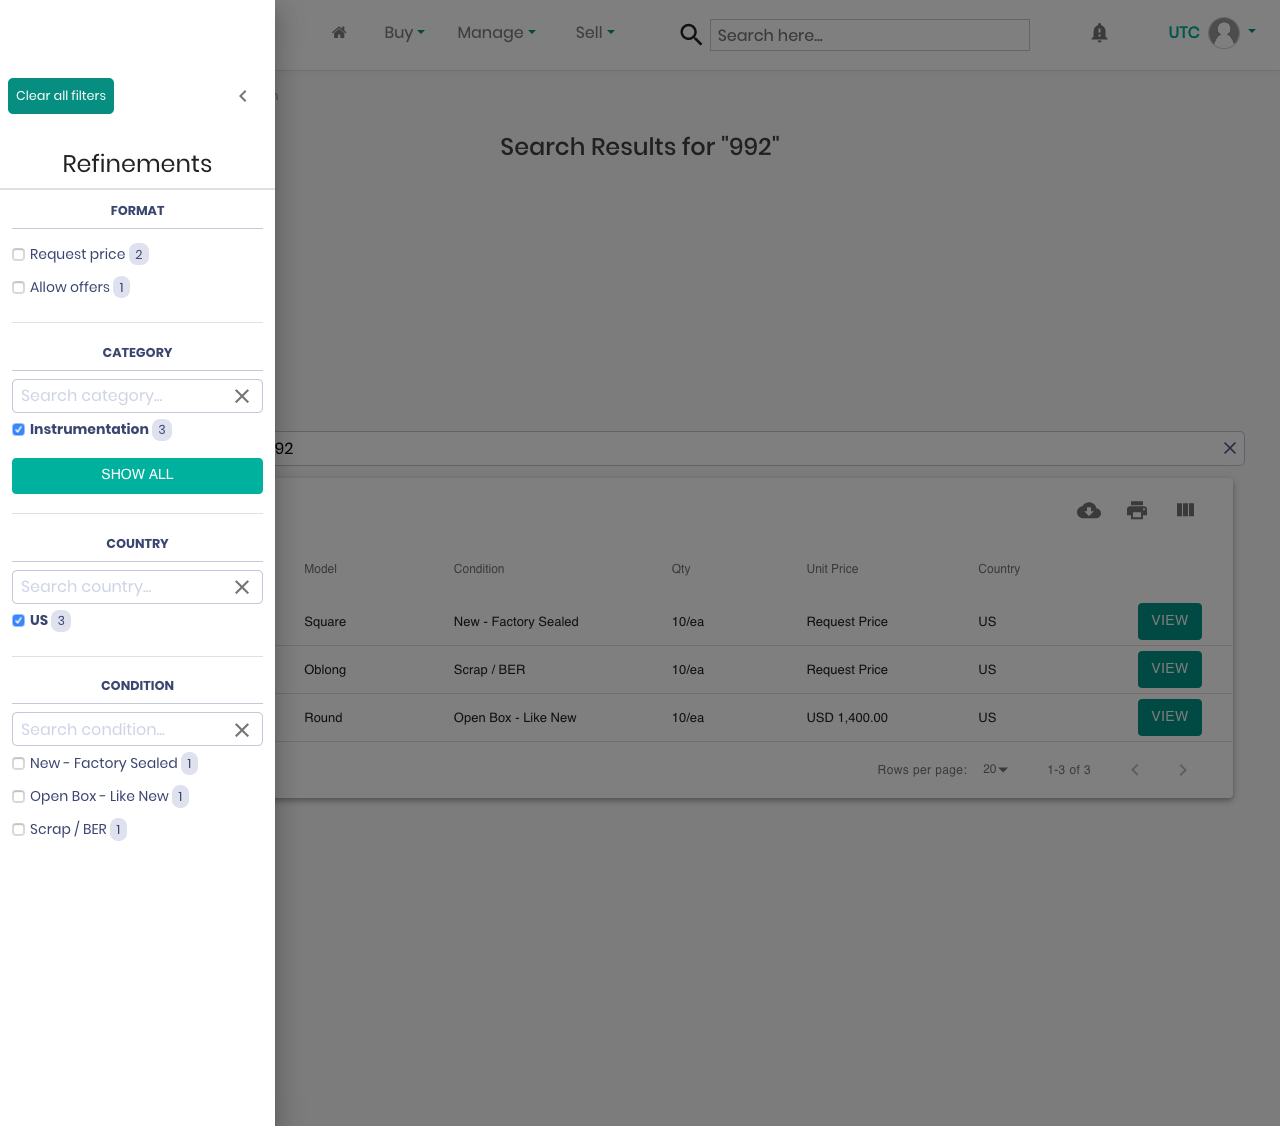 Buy Manage Sell Search here... UTC
Clear all filters
Search Results for "992"
Refinements
FORMAT
Request price 2
Allow offers 1
CATEGORY
Search category...
Instrumentation 3
SHOW ALL
COUNTRY
Search country...
US 3
CONDITION
Search condition...
New - Factory Sealed 1
Open Box - Like New 1
Scrap / BER 1
92
Model Condition Qty Unit Price Country
Square New - Factory Sealed 10/ea Request Price US VIEW
Oblong Scrap / BER 10/ea Request Price US VIEW
Round Open Box - Like New 10/ea USD 1,400.00 US VIEW
Rows per page: 20 1-3 of 3